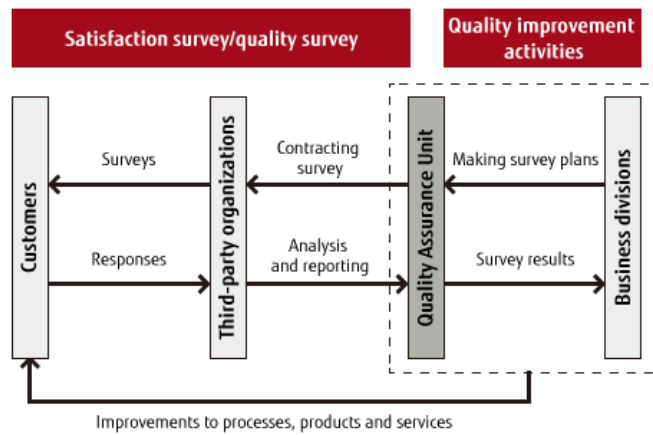 Satisfaction survey/quality survey
Quality improvement
activities
Customers
Third-party organizations
Quality Assurance Unit
Business divisions
Surveys
Contracting
survey
Making survey plans
Responses
Analysis
and reporting
Survey results
Improvements to processes, products and services